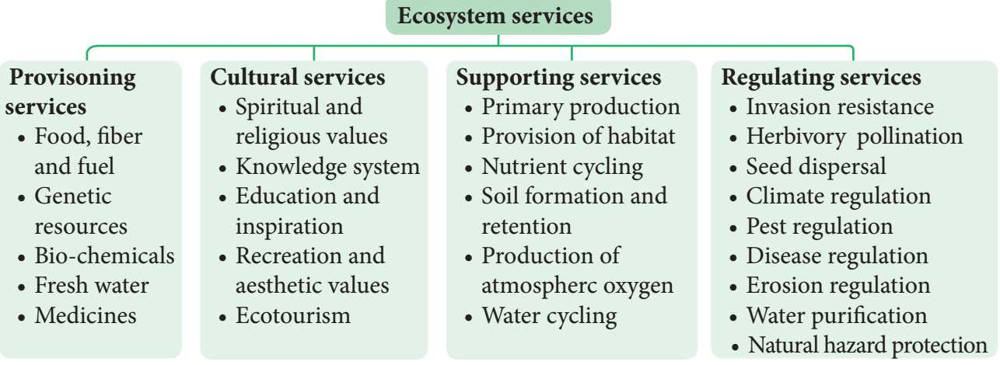 Ecosystem services
Provisoning
services
• Food, fiber
and fuel
• Genetic
resources
• Bio-chemicals
• Fresh water
• Medicines
Cultural services
• Spiritual and
religious values
• Knowledge system
• Education and
inspiration
• Recreation and
aesthetic values
• Ecotourism
Supporting services
• Primary production
• Provision of habitat
• Nutrient cycling
• Soil formation and
retention
• Production of
atmospherc oxygen
• Water cycling
Regulating services
• Invasion resistance
• Herbivory pollination
• Seed dispersal
• Climate regulation
• Pest regulation
• Disease regulation
• Erosion regulation
• Water purification
• Natural hazard protection